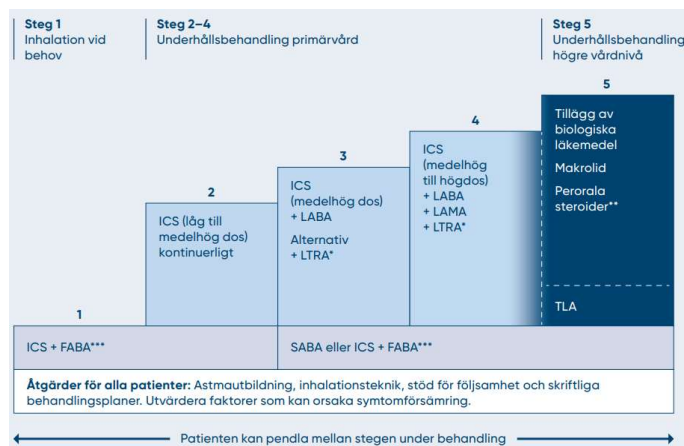 Steg 1
Inhalation vid
behov
Steg 2–4
Underhållsbehandling primärvård
Steg 5
Underhållsbehandling
högre vårdnivå
1
2
ICS (låg till
medelhög dos)
kontinuerligt
3
ICS
(medelhög dos)
+ LABA
Alternativ
+ LTRA*
4
ICS
(medelhög
till högdos)
+ LABA
+ LAMA
+ LTRA*
5
Tillägg av
biologiska
läkemedel
Makrolid
Perorala
steroider**
TLA
ICS + FABA***
SABA eller ICS + FABA***
Åtgärder för alla patienter: Astmautbildning, inhalationsteknik, stöd för följsamhet och skriftliga
behandlingsplaner. Utvärdera faktorer som kan orsaka symtomförsämring.
Patienten kan pendla mellan stegen under behandling